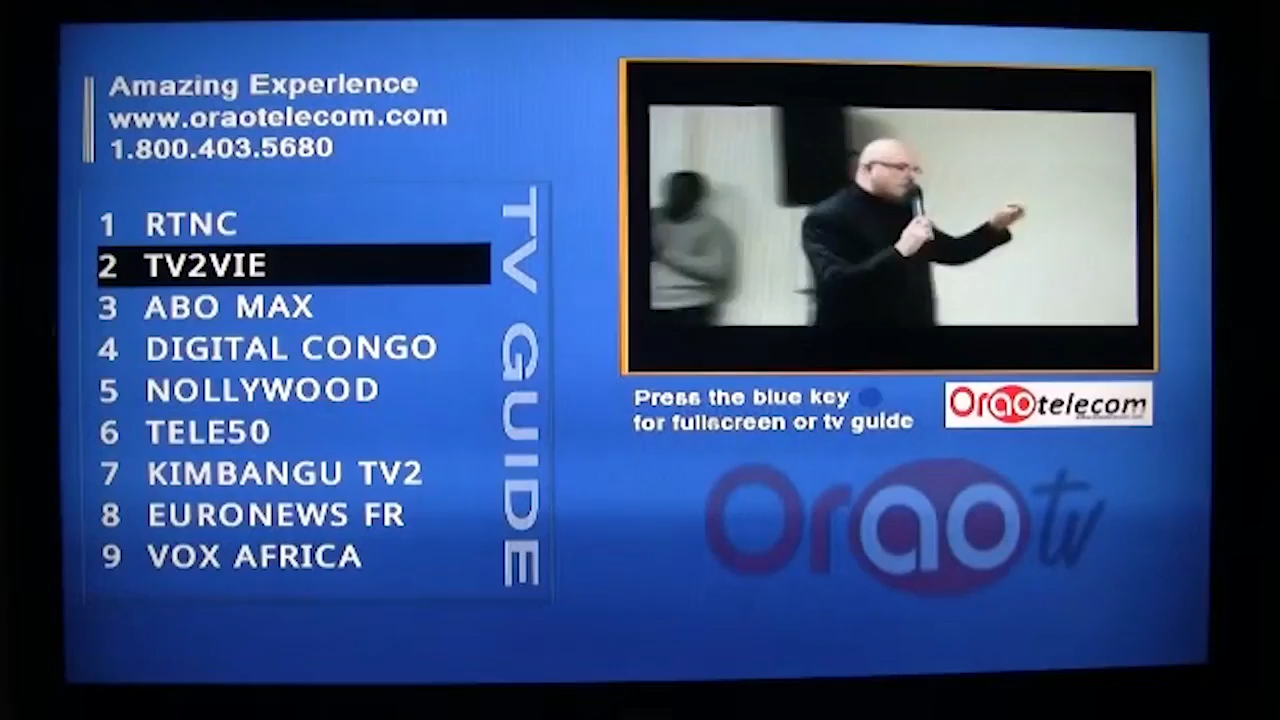 Amazing Experience
www.oraotelecom.com
1.800.403.5680
1 RTNC
2 TV2VIE
3 ABO MAX
4 DIGITAL CONGO
5 NOLLYWOOD
6 TELE50
7 KIMBANGU TV2
8 EURONEWS FR
9 VOX AFRICA
TV GUIDE
Press the blue key
for fullscreen or tv guide
Oraotelecom
Orao tv